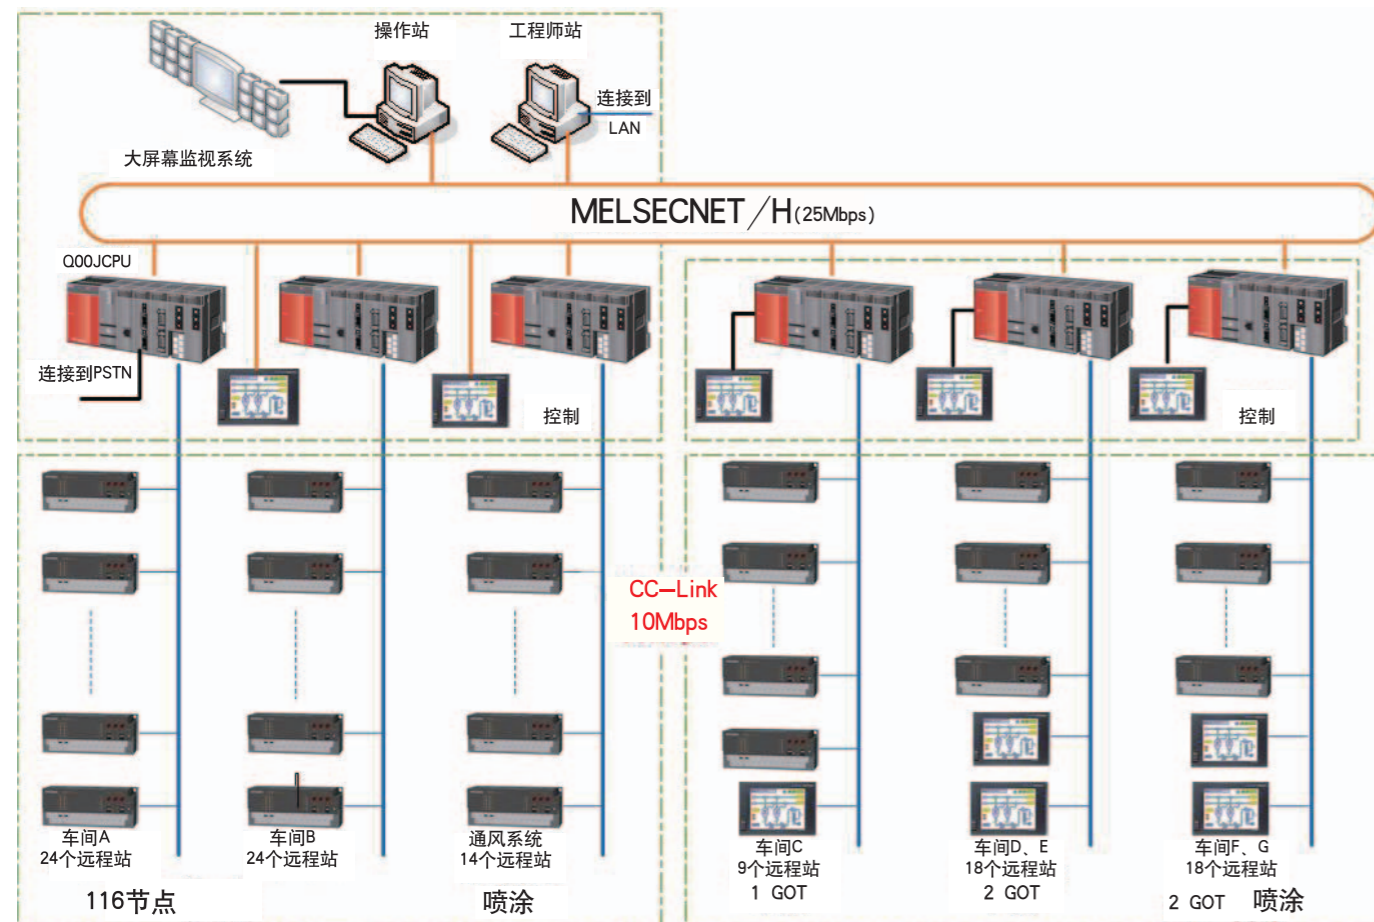 操作站
工程师站
连接到
LAN
大屏幕监视系统
MELSECNET/H(25Mbps)
Q00JCPU
连接到PSTN
控制
控制
CC-Link
10Mbps
车间A
24个远程站
车间B
24个远程站
通风系统
14个远程站
车间C
9个远程站
1 GOT
车间D、E
18个远程站
2 GOT
车间F、G
18个远程站
2 GOT
喷涂
116节点
喷涂